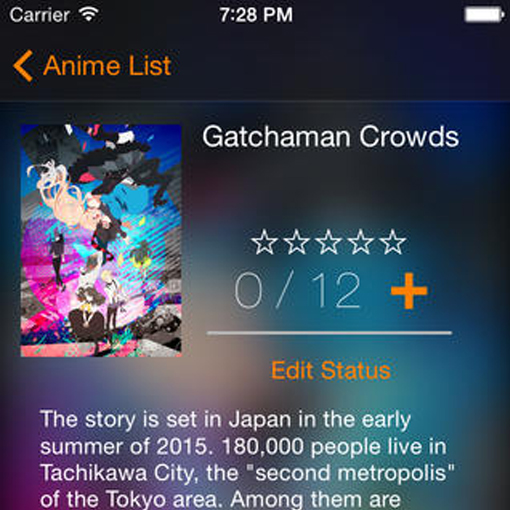 Carrier 7:28 PM
Anime List
Gatchaman Crowds
0 / 12 +
Edit Status
The story is set in Japan in the early
summer of 2015. 180,000 people live in
Tachikawa City, the "second metropolis"
of the Tokyo area. Among them are